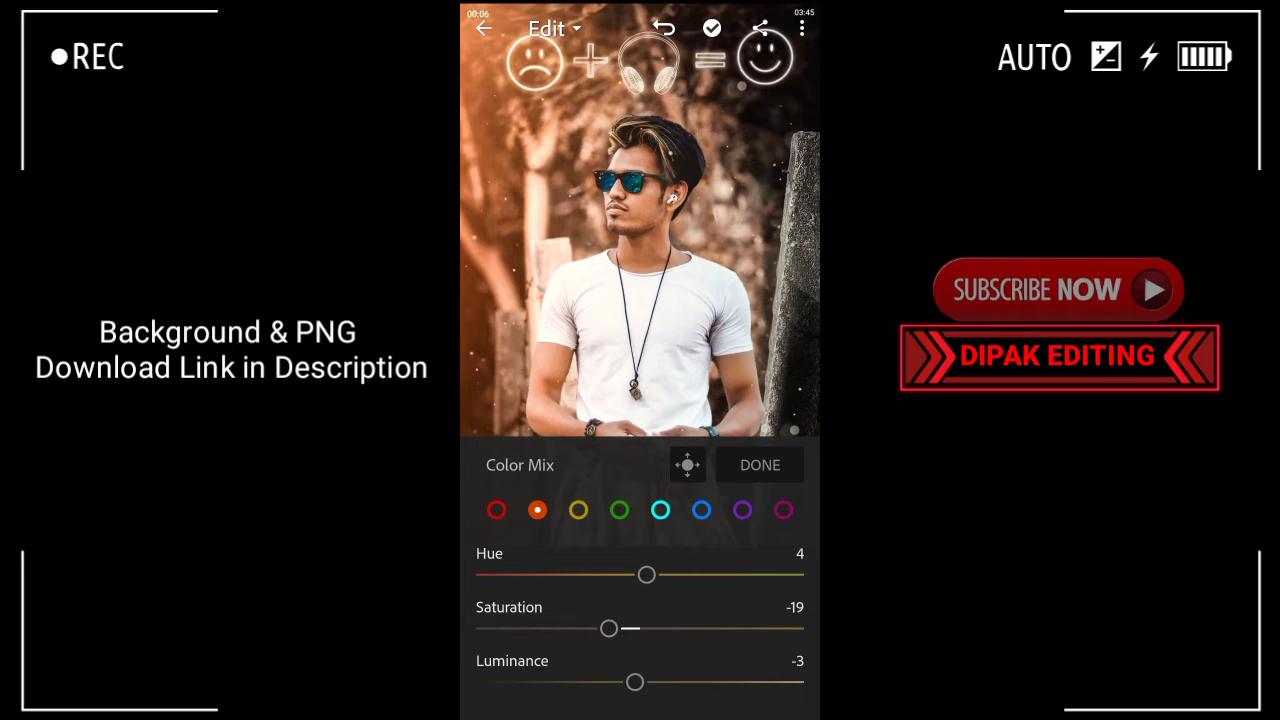 REC
00:06
Edit
03:45
AUTO
Background & PNG
Download Link in Description
SUBSCRIBE NOW
DIPAK EDITING
Color Mix
DONE
Hue
4
Saturation
-19
Luminance
-3